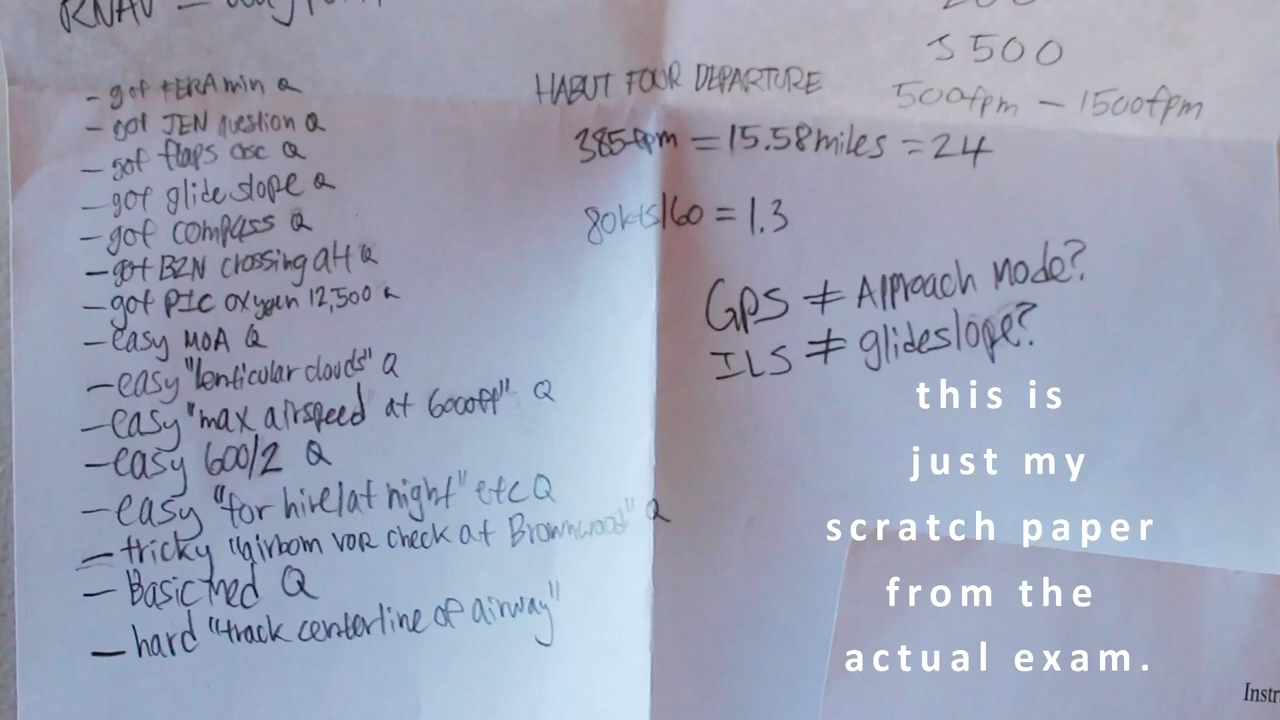 RNAV –
- got tERA min Q
- got JEN question Q
- got flaps asc Q
- got glide slope Q
- got compass Q
- got BZN crossing alt Q
- got PIC oxygen 12,500 Q
- easy MOA Q
- easy "lenticular clouds" Q
- easy "max airspeed at 6000ft" Q
- easy 600/2 Q
- easy "for hire/at night" etc Q
- tricky "airborn VOR check at Brownwood" Q
- Basic Med Q
- hard "track centerline of airway"
500
500fpm – 1500fpm
HABUT FOUR DEPARTURE
385fpm = 15.58miles = 24
80kts/60 = 1.3
GPS ≠ Approach mode?
ILS ≠ glideslope?
this is
just my
scratch paper
from the
actual exam.
Instr